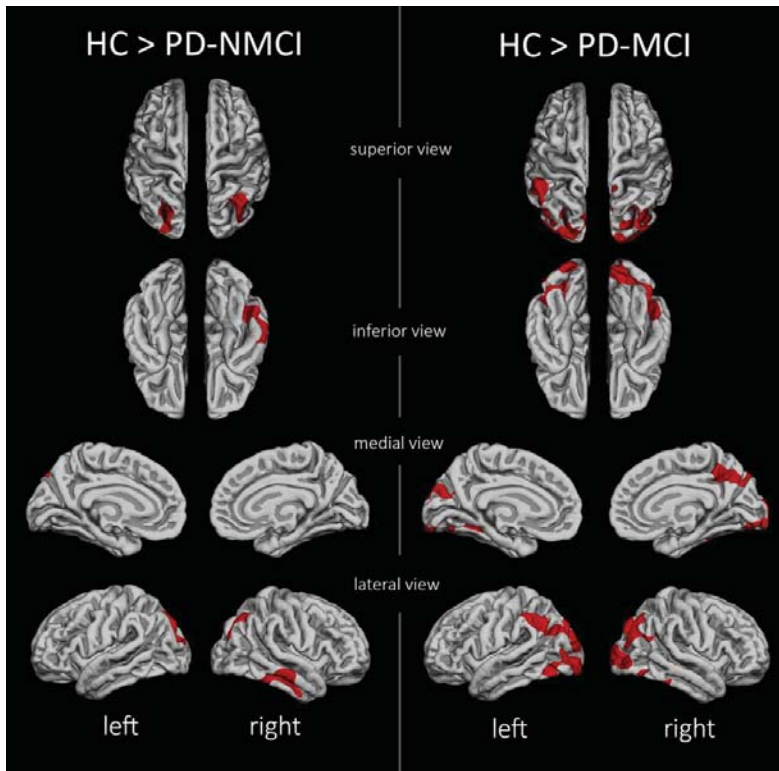 HC > PD-NMCI
HC > PD-MCI
superior view
inferior view
medial view
lateral view
left
right
left
right